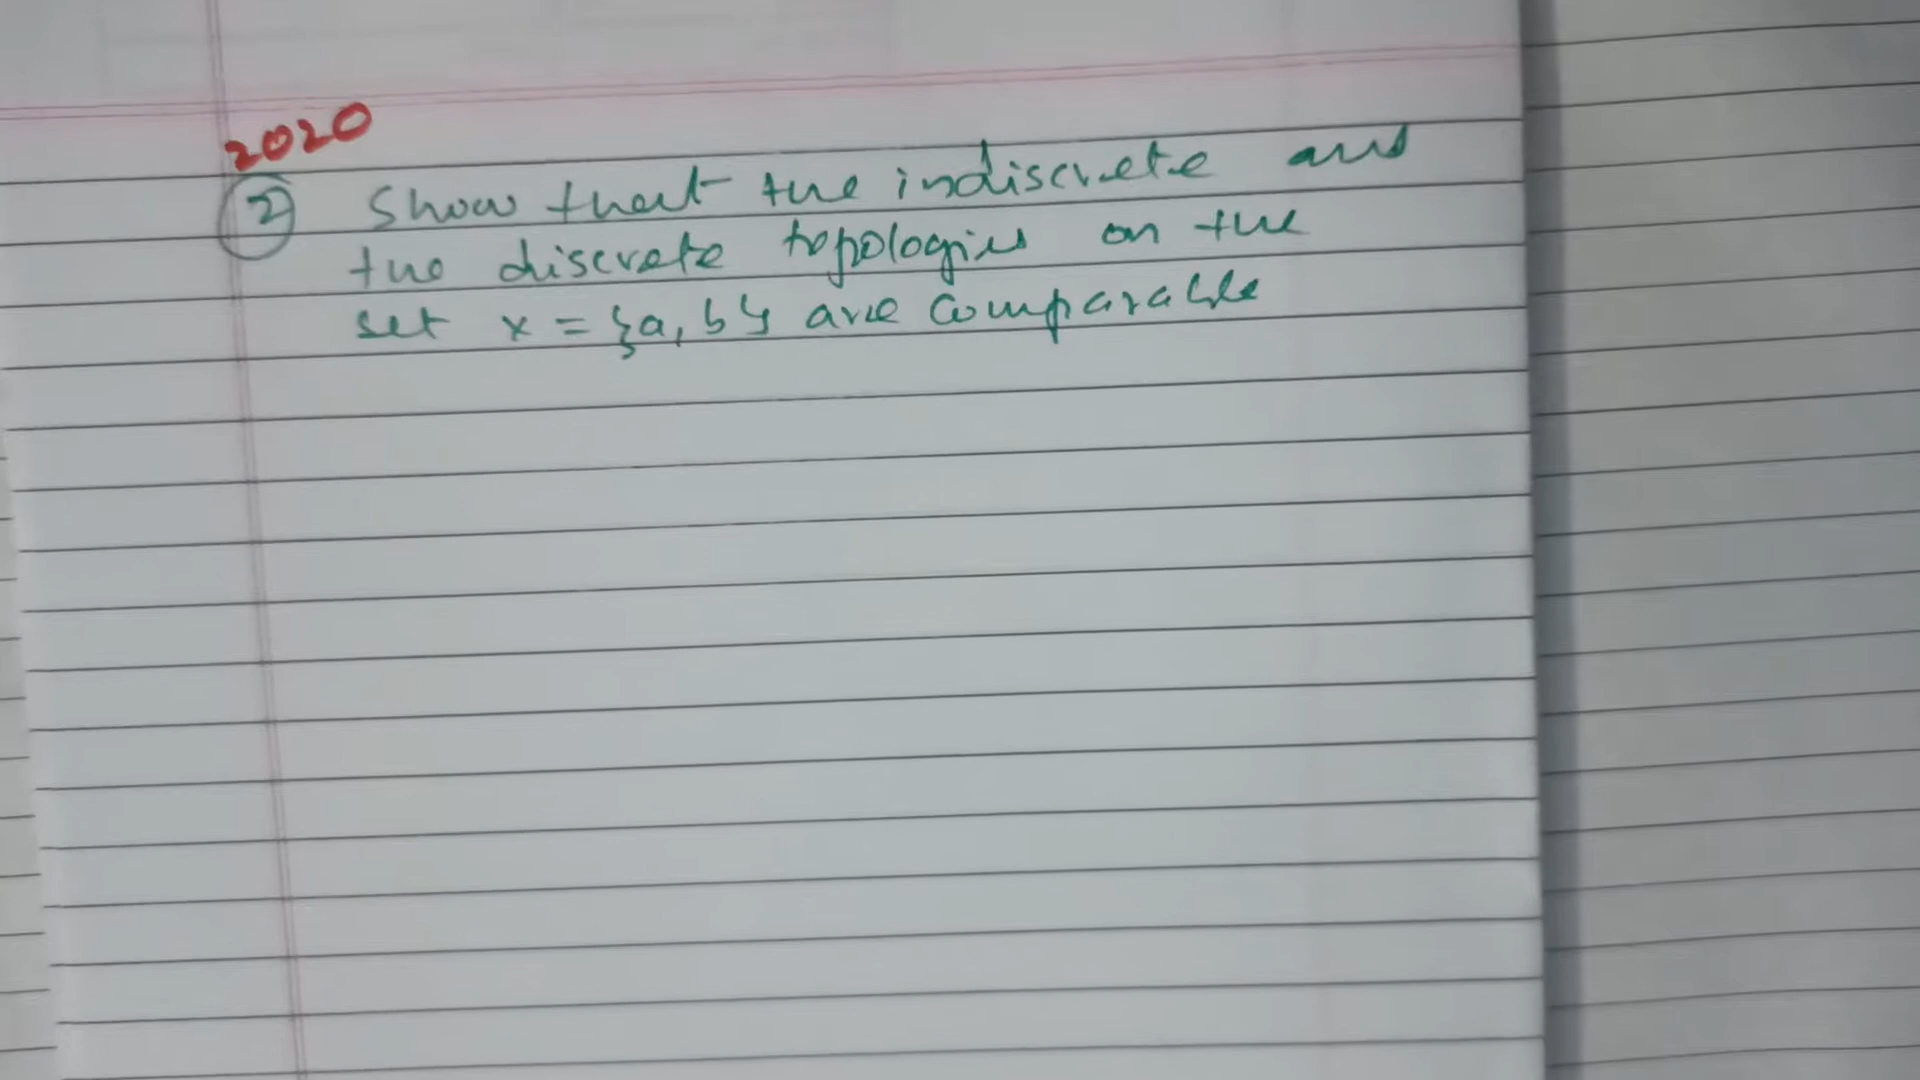 2020
② Show that the indiscrete and
the discrete topologies on the
set x = {a, b} are comparable